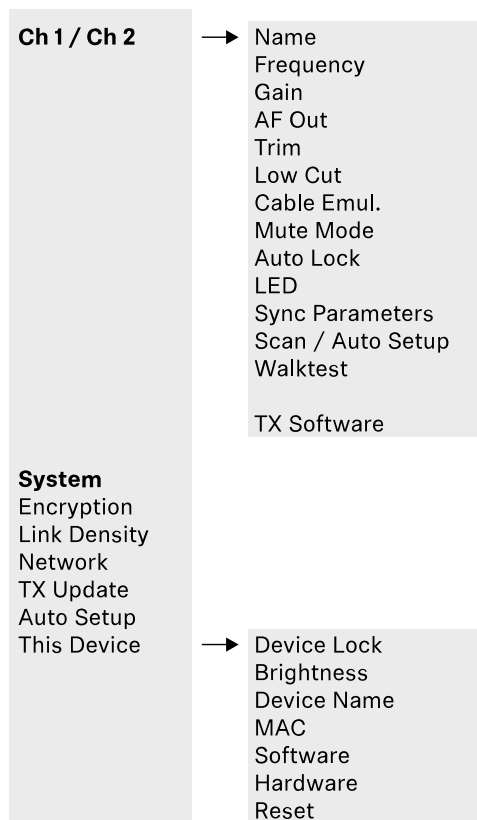 Ch 1 / Ch 2
Name
Frequency
Gain
AF Out
Trim
Low Cut
Cable Emul.
Mute Mode
Auto Lock
LED
Sync Parameters
Scan / Auto Setup
Walktest
TX Software
System
Encryption
Link Density
Network
TX Update
Auto Setup
This Device
Device Lock
Brightness
Device Name
MAC
Software
Hardware
Reset